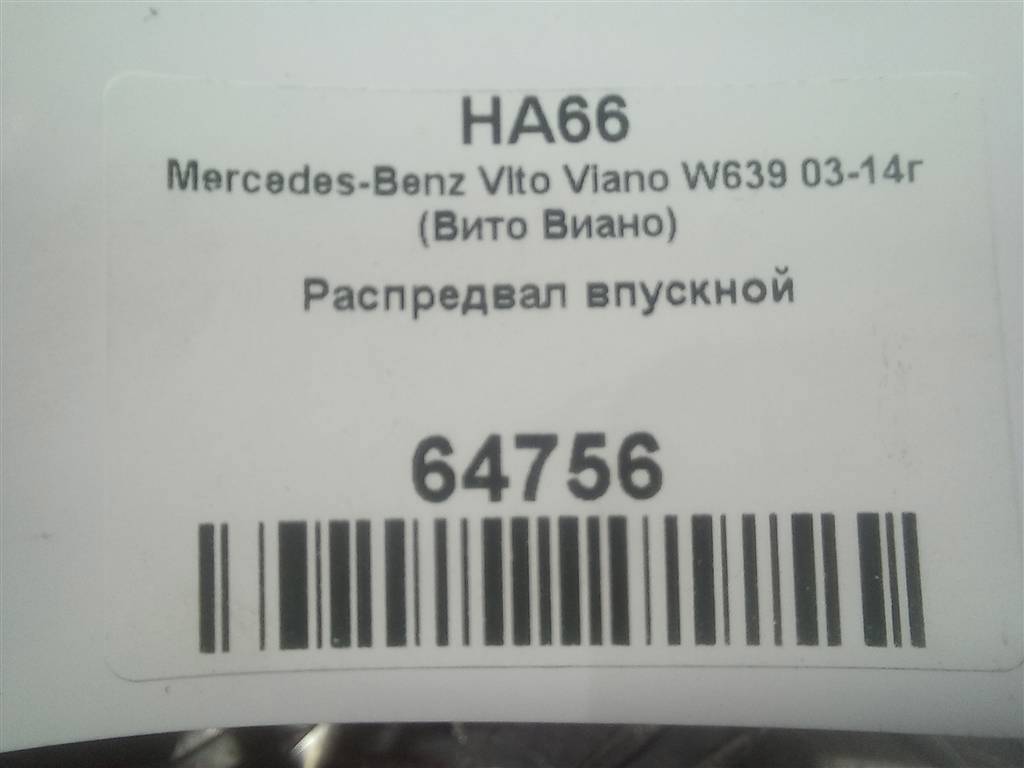 HA66
Mercedes-Benz Vito Viano W639 03-14г
(Вито Виано)
Распредвал впускной
64756